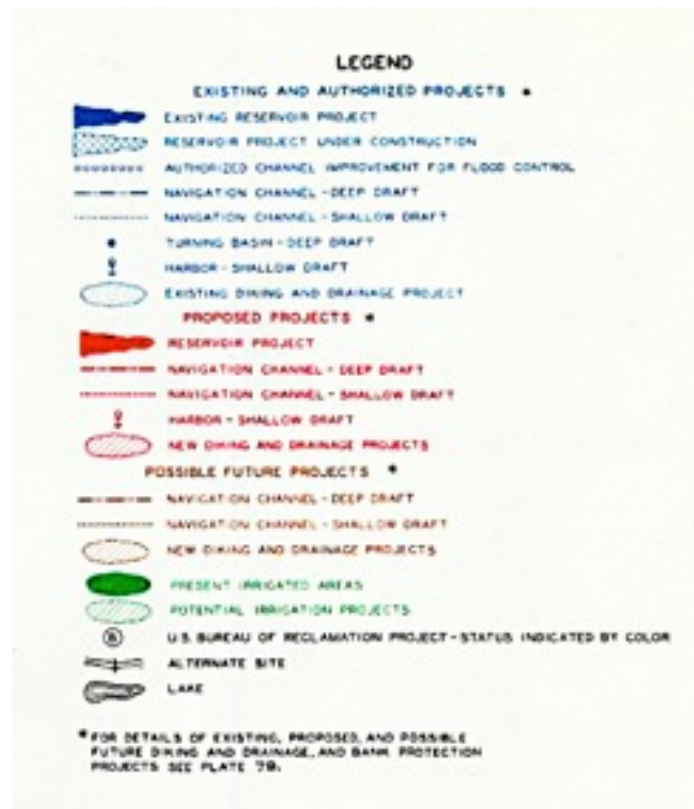 LEGEND
EXISTING AND AUTHORIZED PROJECTS *
EXISTING RESERVOIR PROJECT
RESERVOIR PROJECT UNDER CONSTRUCTION
AUTHORIZED CHANNEL IMPROVEMENT FOR FLOOD CONTROL
NAVIGATION CHANNEL - DEEP DRAFT
NAVIGATION CHANNEL - SHALLOW DRAFT
TURNING BASIN - DEEP DRAFT
HARBOR - SHALLOW DRAFT
EXISTING DIKING AND DRAINAGE PROJECT
PROPOSED PROJECTS *
RESERVOIR PROJECT
NAVIGATION CHANNEL - DEEP DRAFT
NAVIGATION CHANNEL - SHALLOW DRAFT
HARBOR - SHALLOW DRAFT
NEW DIKING AND DRAINAGE PROJECTS
POSSIBLE FUTURE PROJECTS *
NAVIGATION CHANNEL - DEEP DRAFT
NAVIGATION CHANNEL - SHALLOW DRAFT
NEW DIKING AND DRAINAGE PROJECTS
PRESENT IRRIGATED AREAS
POTENTIAL IRRIGATION PROJECTS
U.S. BUREAU OF RECLAMATION PROJECT - STATUS INDICATED BY COLOR
ALTERNATE SITE
LAKE
* FOR DETAILS OF EXISTING, PROPOSED, AND POSSIBLE
FUTURE DIKING AND DRAINAGE, AND BANK PROTECTION
PROJECTS SEE PLATE 78.